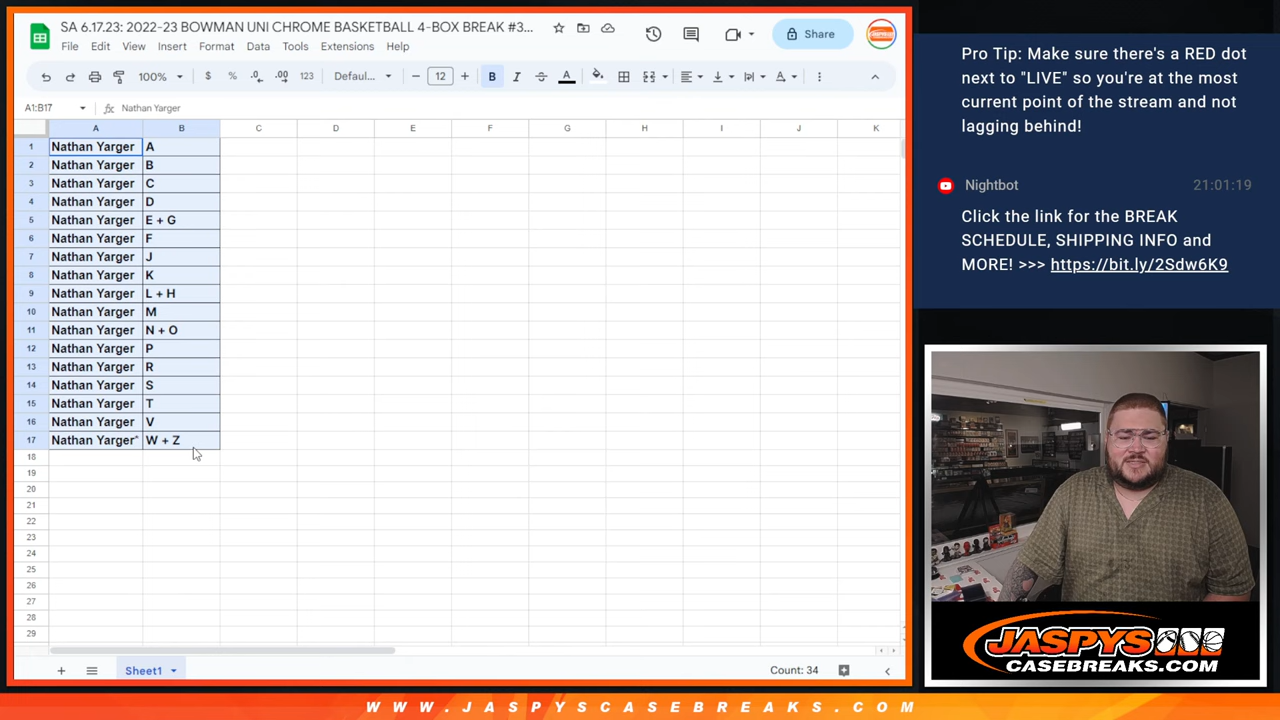 SA 6.17.23: 2022-23 BOWMAN UNI CHROME BASKETBALL 4-BOX BREAK #3...
File Edit View Insert Format Data Tools Extensions Help
Share
100% $ % .0 .00 123 Defaul... 12 B I A
A1:B17 fx Nathan Yarger
A B C D E F G H I J K
1 Nathan Yarger A
2 Nathan Yarger B
3 Nathan Yarger C
4 Nathan Yarger D
5 Nathan Yarger E + G
6 Nathan Yarger F
7 Nathan Yarger J
8 Nathan Yarger K
9 Nathan Yarger L + H
10 Nathan Yarger M
11 Nathan Yarger N + O
12 Nathan Yarger P
13 Nathan Yarger R
14 Nathan Yarger S
15 Nathan Yarger T
16 Nathan Yarger V
17 Nathan Yarger* W + Z
18
19
20
21
22
23
24
25
26
27
28
29
Sheet1
Count: 34
Pro Tip: Make sure there's a RED dot
next to "LIVE" so you're at the most
current point of the stream and not
lagging behind!
Nightbot 21:01:19
Click the link for the BREAK
SCHEDULE, SHIPPING INFO and
MORE! >>> https://bit.ly/2Sdw6K9
JASPYS
CASEBREAKS.COM
WWW.JASPYSCASEBREAKS.COM